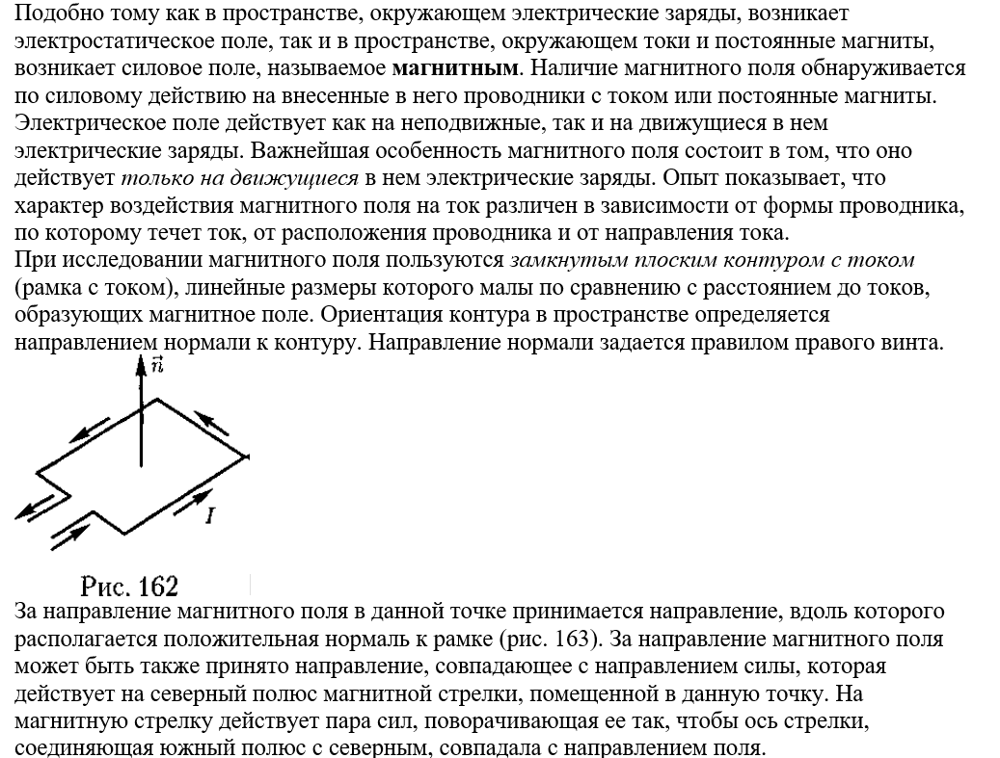 Подобно тому как в пространстве, окружающем электрические заряды, возникает
электростатическое поле, так и в пространстве, окружающем токи и постоянные магниты,
возникает силовое поле, называемое магнитным. Наличие магнитного поля обнаруживается
по силовому действию на внесенные в него проводники с током или постоянные магниты.
Электрическое поле действует как на неподвижные, так и на движущиеся в нем
электрические заряды. Важнейшая особенность магнитного поля состоит в том, что оно
действует только на движущиеся в нем электрические заряды. Опыт показывает, что
характер воздействия магнитного поля на ток различен в зависимости от формы проводника,
по которому течет ток, от расположения проводника и от направления тока.
При исследовании магнитного поля пользуются замкнутым плоским контуром с током
(рамка с током), линейные размеры которого малы по сравнению с расстоянием до токов,
образующих магнитное поле. Ориентация контура в пространстве определяется
направлением нормали к контуру. Направление нормали задается правилом правого винта.
n⃗
I
Рис. 162
За направление магнитного поля в данной точке принимается направление, вдоль которого
располагается положительная нормаль к рамке (рис. 163). За направление магнитного поля
может быть также принято направление, совпадающее с направлением силы, которая
действует на северный полюс магнитной стрелки, помещенной в данную точку. На
магнитную стрелку действует пара сил, поворачивающая ее так, чтобы ось стрелки,
соединяющая южный полюс с северным, совпадала с направлением поля.